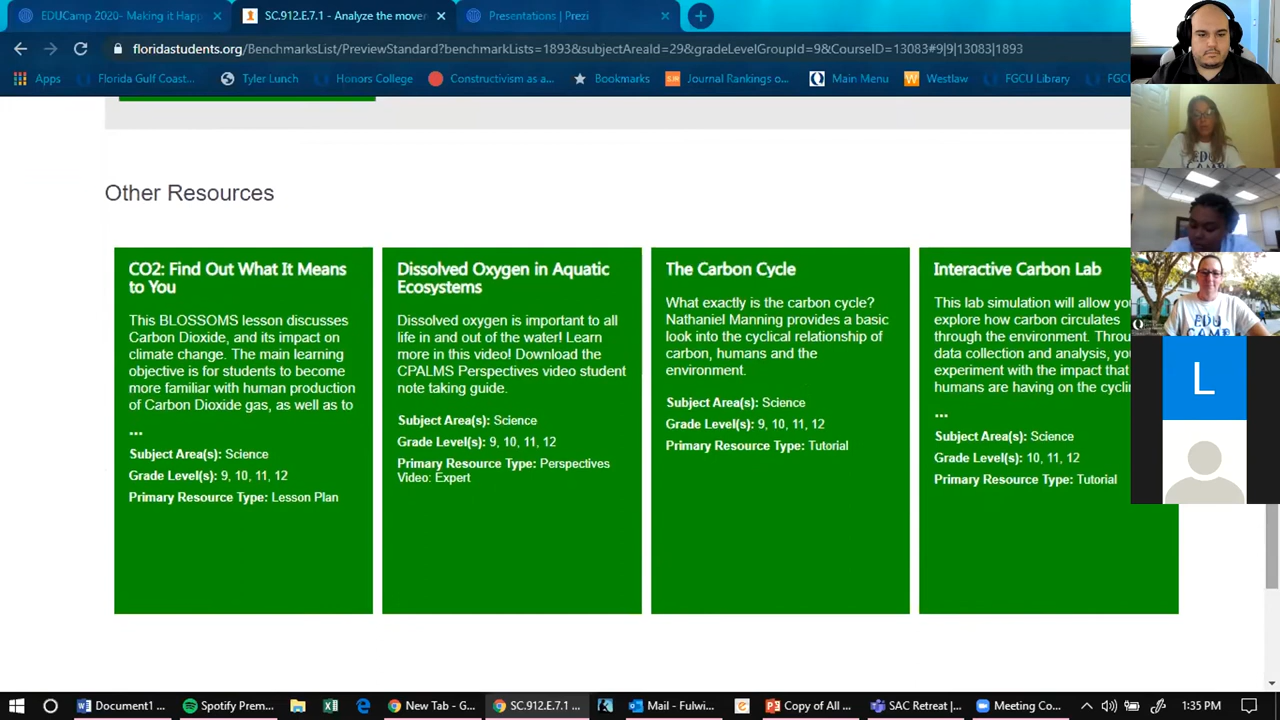 EDUCamp 2020- Making it Happ
SC.912.E.7.1 - Analyze the mover
Presentations | Prezi
floridastudents.org/BenchmarksList/PreviewStandard?benchmarkLists=1893&subjectAreaId=29&gradeLevelGroupId=9&CourseID=13083#9|9|13083|1893
Apps
Florida Gulf Coast...
Tyler Lunch
Honors College
Constructivism as a...
Bookmarks
Journal Rankings o...
Main Menu
Westlaw
FGCU Library
FGCU
Other Resources
CO2: Find Out What It Means
to You
This BLOSSOMS lesson discusses
Carbon Dioxide, and its impact on
climate change. The main learning
objective is for students to become
more familiar with human production
of Carbon Dioxide gas, as well as to
...
Subject Area(s): Science
Grade Level(s): 9, 10, 11, 12
Primary Resource Type: Lesson Plan
Dissolved Oxygen in Aquatic
Ecosystems
Dissolved oxygen is important to all
life in and out of the water! Learn
more in this video! Download the
CPALMS Perspectives video student
note taking guide.
Subject Area(s): Science
Grade Level(s): 9, 10, 11, 12
Primary Resource Type: Perspectives
Video: Expert
The Carbon Cycle
What exactly is the carbon cycle?
Nathaniel Manning provides a basic
look into the cyclical relationship of
carbon, humans and the
environment.
Subject Area(s): Science
Grade Level(s): 9, 10, 11, 12
Primary Resource Type: Tutorial
Interactive Carbon Lab
This lab simulation will allow you
explore how carbon circulates
through the environment. Throu
data collection and analysis, you
experiment with the impact that
humans are having on the cyclin
...
Subject Area(s): Science
Grade Level(s): 10, 11, 12
Primary Resource Type: Tutorial
EDU
CAMP
EDU
CAMP
L
Document1 ...
Spotify Prem...
New Tab - G...
SC.912.E.7.1 ...
Mail - Fulwi...
Copy of All ...
SAC Retreat |...
Meeting Co...
1:35 PM